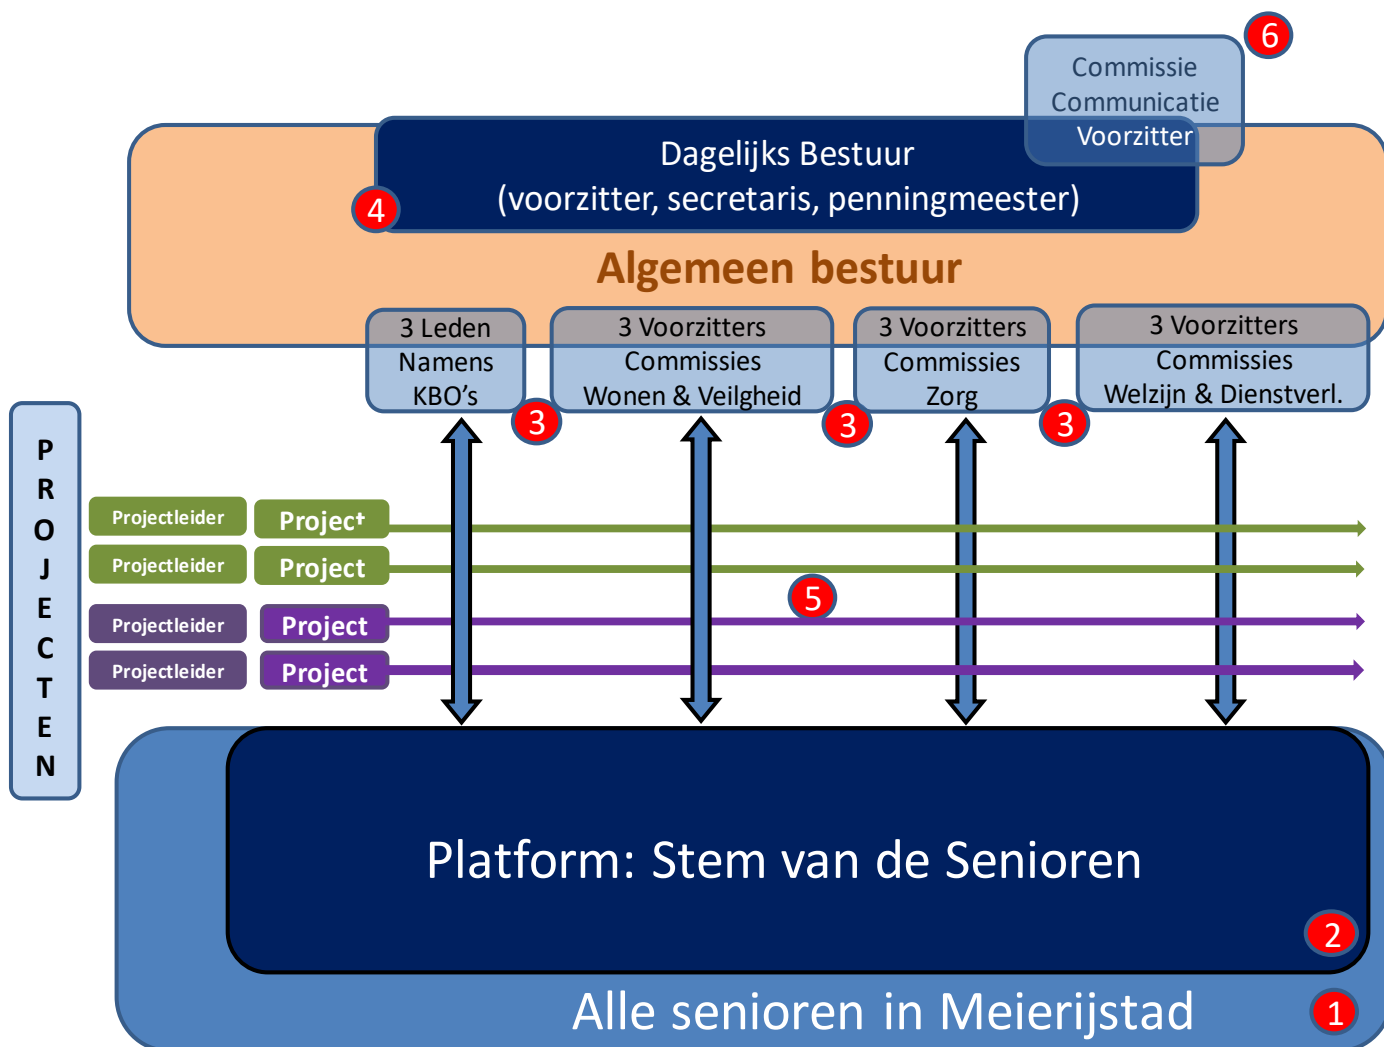 6
Commissie
Communicatie
Voorzitter
Dagelijks Bestuur
(voorzitter, secretaris, penningmeester)
4
Algemeen bestuur
3 Leden
Namens
KBO’s
3
3 Voorzitters
Commissies
Wonen & Veilgheid
3
3 Voorzitters
Commissies
Zorg
3
3 Voorzitters
Commissies
Welzijn & Dienstverl.
P
R
O
J
E
C
T
E
N
Projectleider Project
Projectleider Project
5
Projectleider Project
Projectleider Project
Platform: Stem van de Senioren
2
Alle senioren in Meierijstad
1